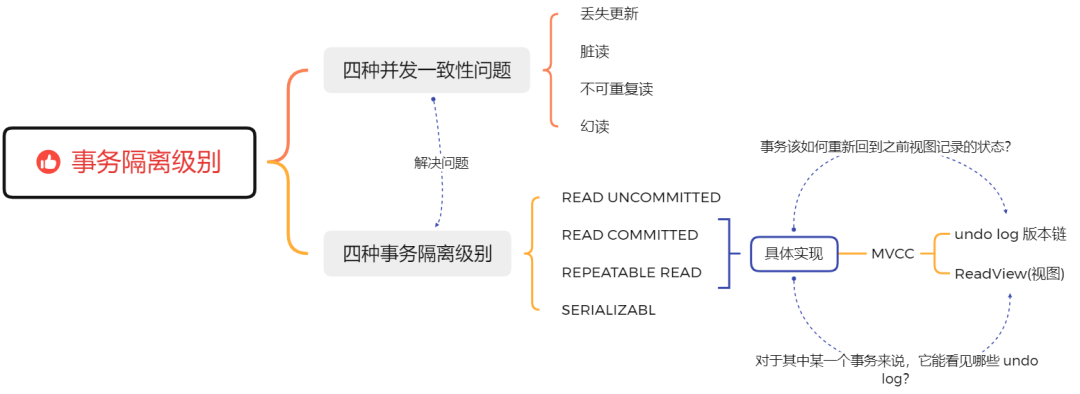 事务隔离级别
四种并发一致性问题
丢失更新
脏读
不可重复读
幻读
解决问题
四种事务隔离级别
READ UNCOMMITTED
READ COMMITTED
REPEATABLE READ
SERIALIZABL
具体实现
MVCC
undo log 版本链
ReadView(视图)
事务该如何重新回到之前视图记录的状态?
对于其中某一个事务来说，它能看见哪些 undo
log?